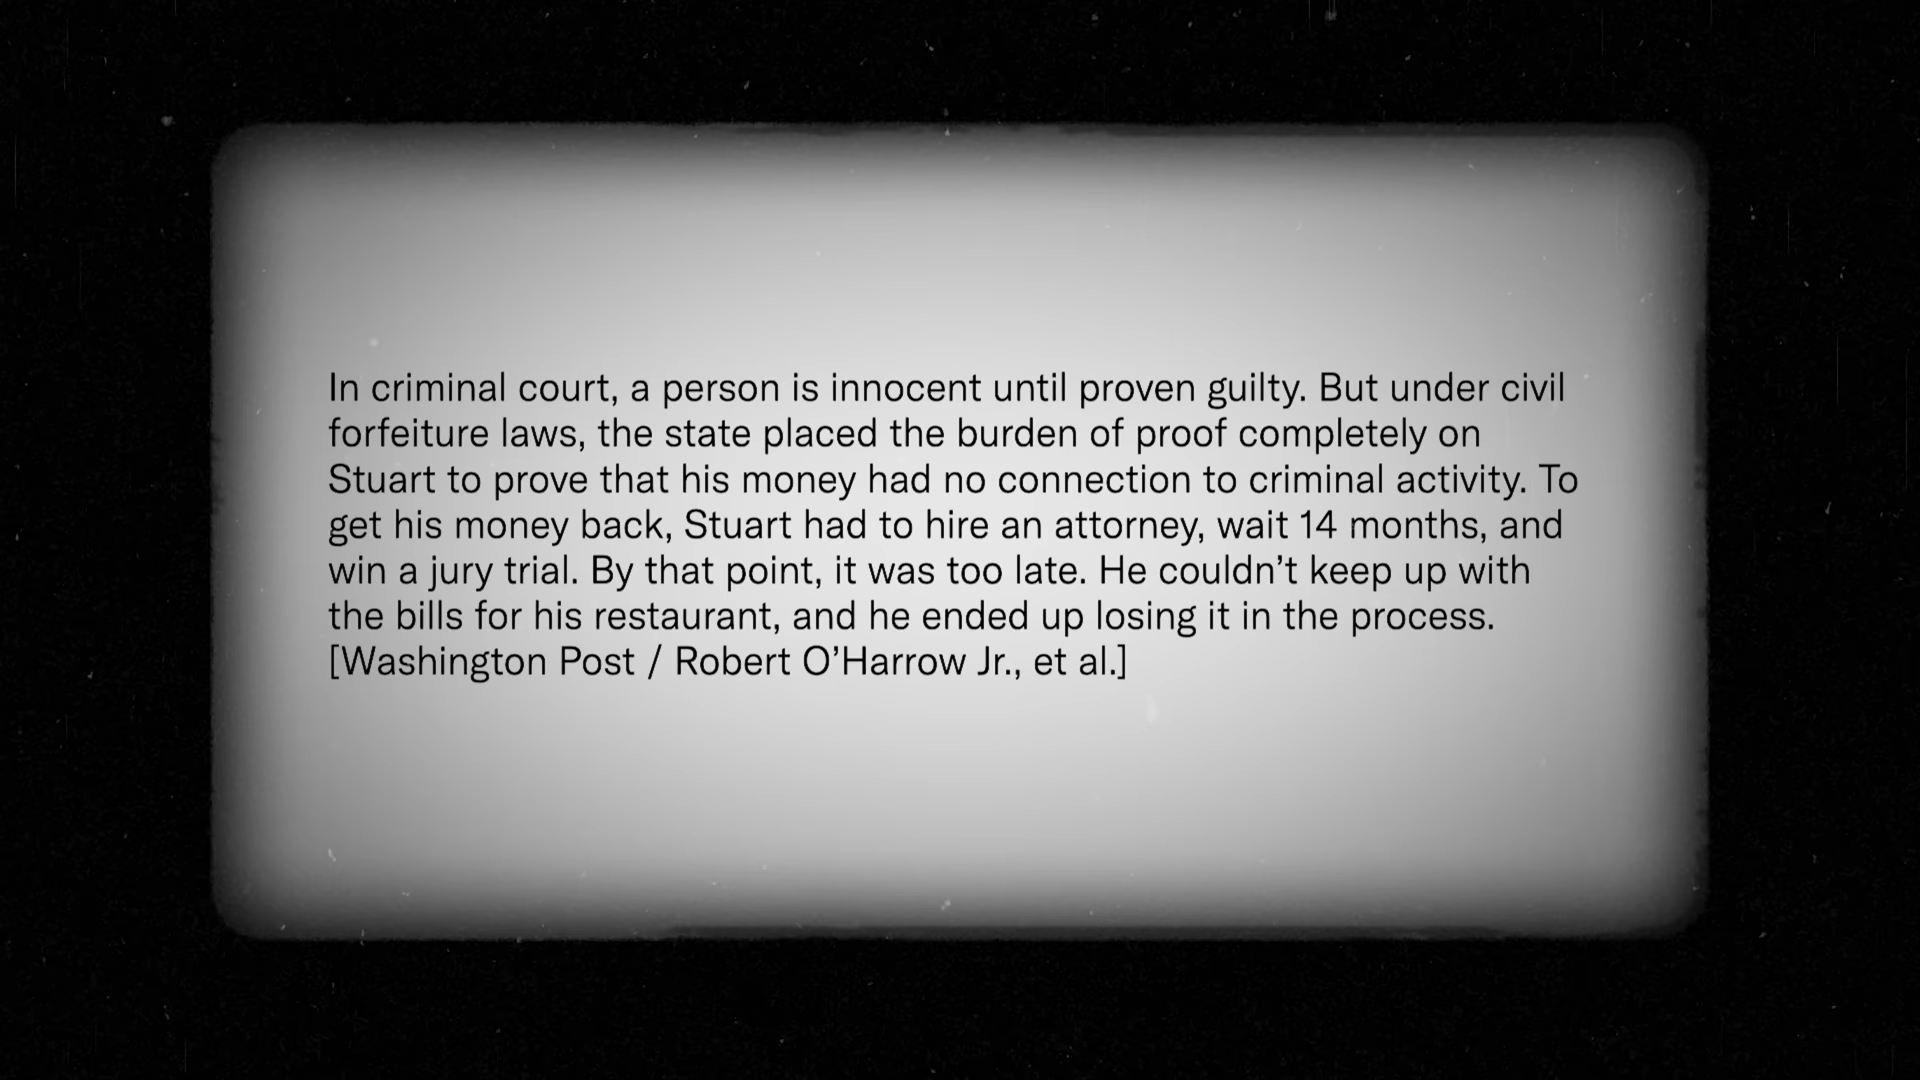 In criminal court, a person is innocent until proven guilty. But under civil
forfeiture laws, the state placed the burden of proof completely on
Stuart to prove that his money had no connection to criminal activity. To
get his money back, Stuart had to hire an attorney, wait 14 months, and
win a jury trial. By that point, it was too late. He couldn’t keep up with
the bills for his restaurant, and he ended up losing it in the process.
[Washington Post / Robert O’Harrow Jr., et al.]